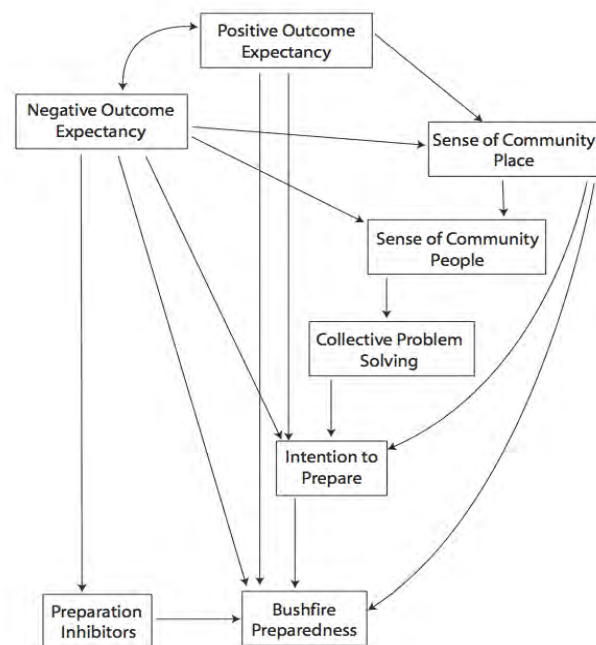 Positive Outcome
Expectancy
Negative Outcome
Expectancy
Sense of Community
Place
Sense of Community
People
Collective Problem
Solving
Intention to
Prepare
Preparation
Inhibitors
Bushfire
Preparedness